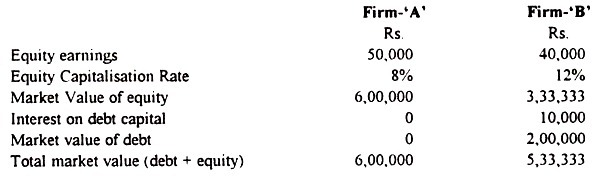 Firm-‘A’ Firm-‘B’
Rs. Rs.
Equity earnings 50,000 40,000
Equity Capitalisation Rate 8% 12%
Market Value of equity 6,00,000 3,33,333
Interest on debt capital 0 10,000
Market value of debt 0 2,00,000
Total market value (debt + equity) 6,00,000 5,33,333